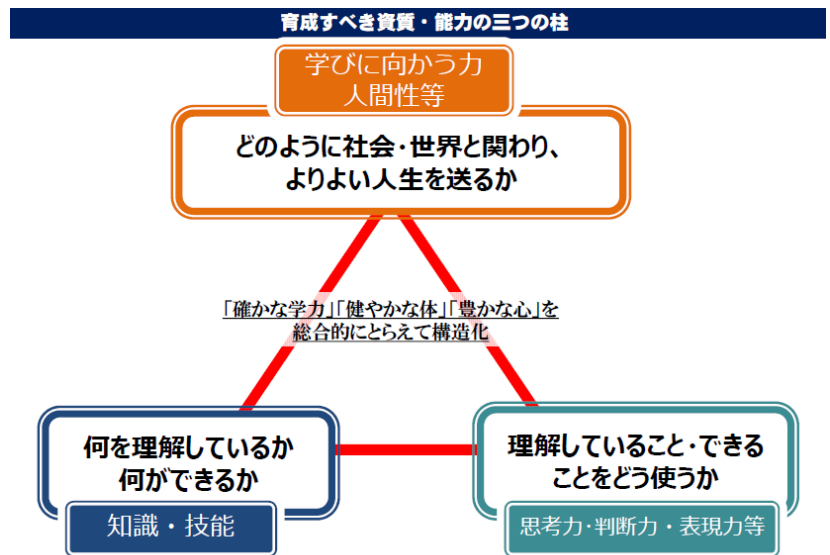 育成すべき資質・能力の三つの柱
学びに向かう力
人間性等
どのように社会・世界と関わり、
よりよい人生を送るか
「確かな学力」「健やかな体」「豊かな心」を
総合的にとらえて構造化
何を理解しているか
何ができるか
知識・技能
理解していること・できる
ことをどう使うか
思考力・判断力・表現力等